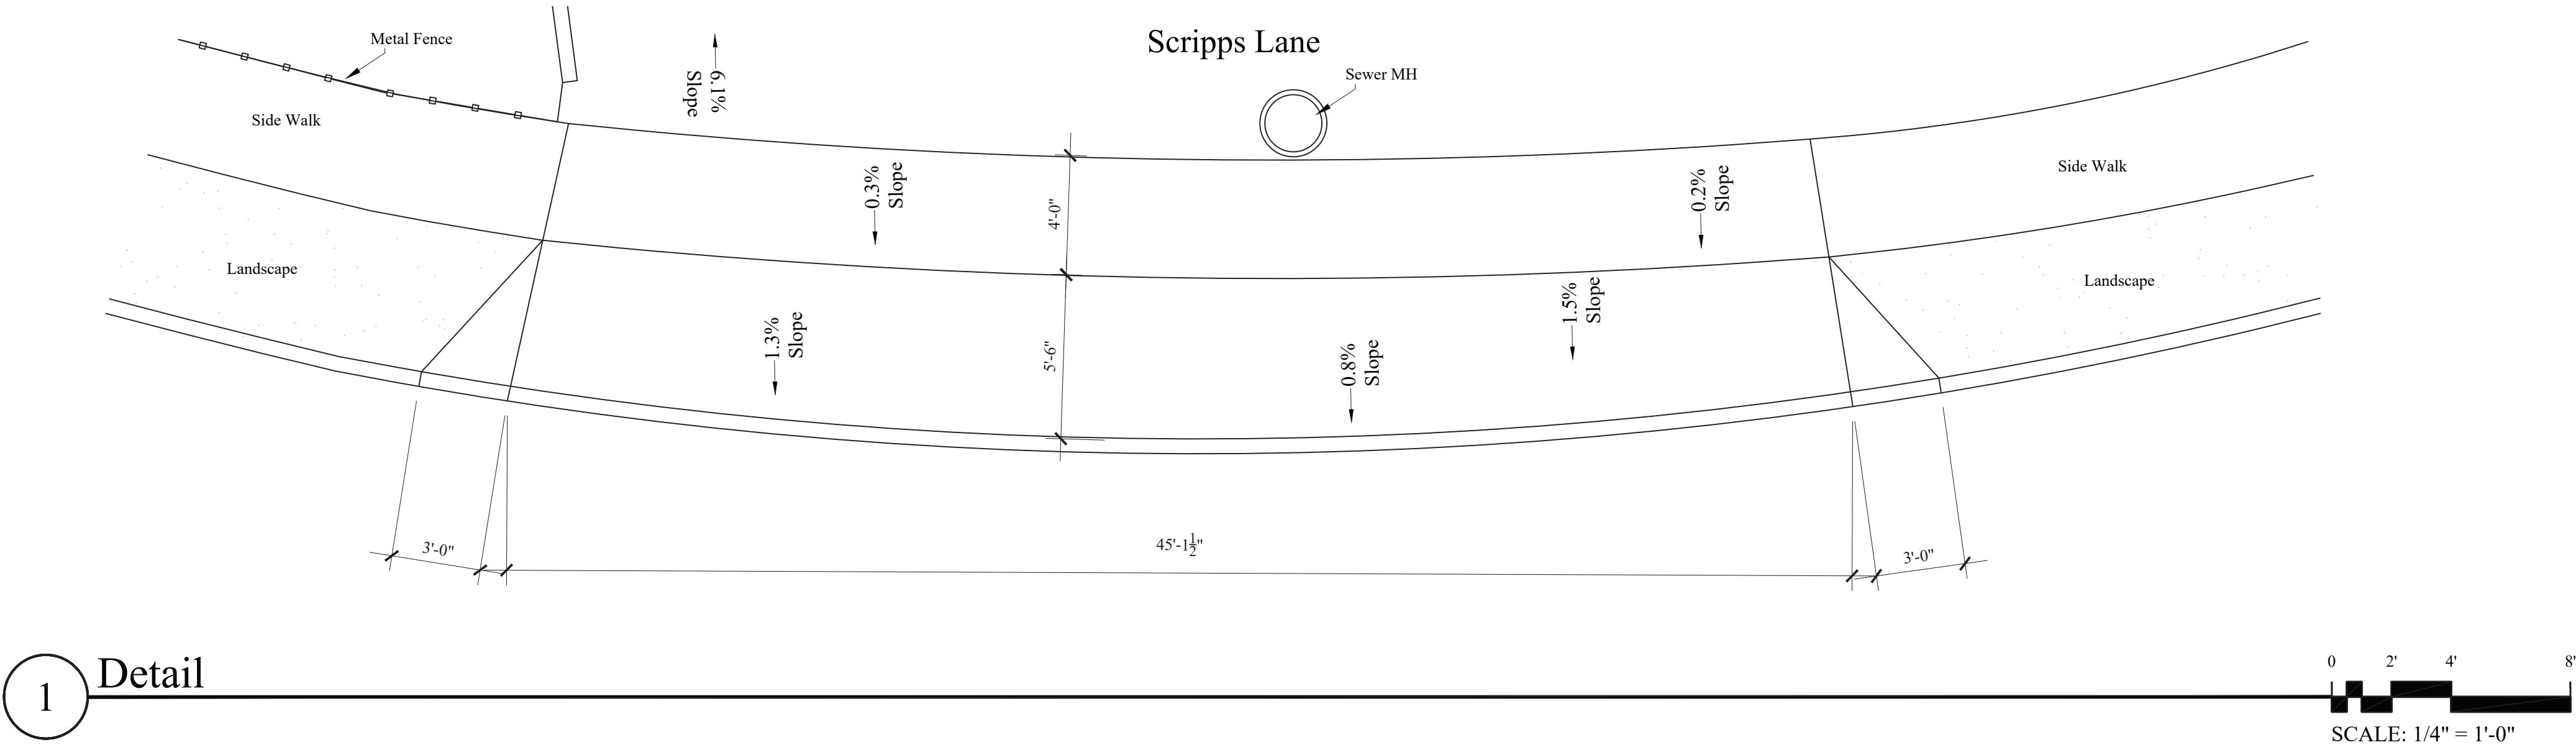 Scripps Lane
Metal Fence
Sewer MH
6.1%
Slope
Side Walk
Side Walk
0.3%
Slope
0.2%
Slope
4'-0"
Landscape
Landscape
1.3%
Slope
5'-6"
0.8%
Slope
1.5%
Slope
3'-0"
45'-1½"
3'-0"
1
Detail
0 2' 4' 8'
SCALE: 1/4" = 1'-0"